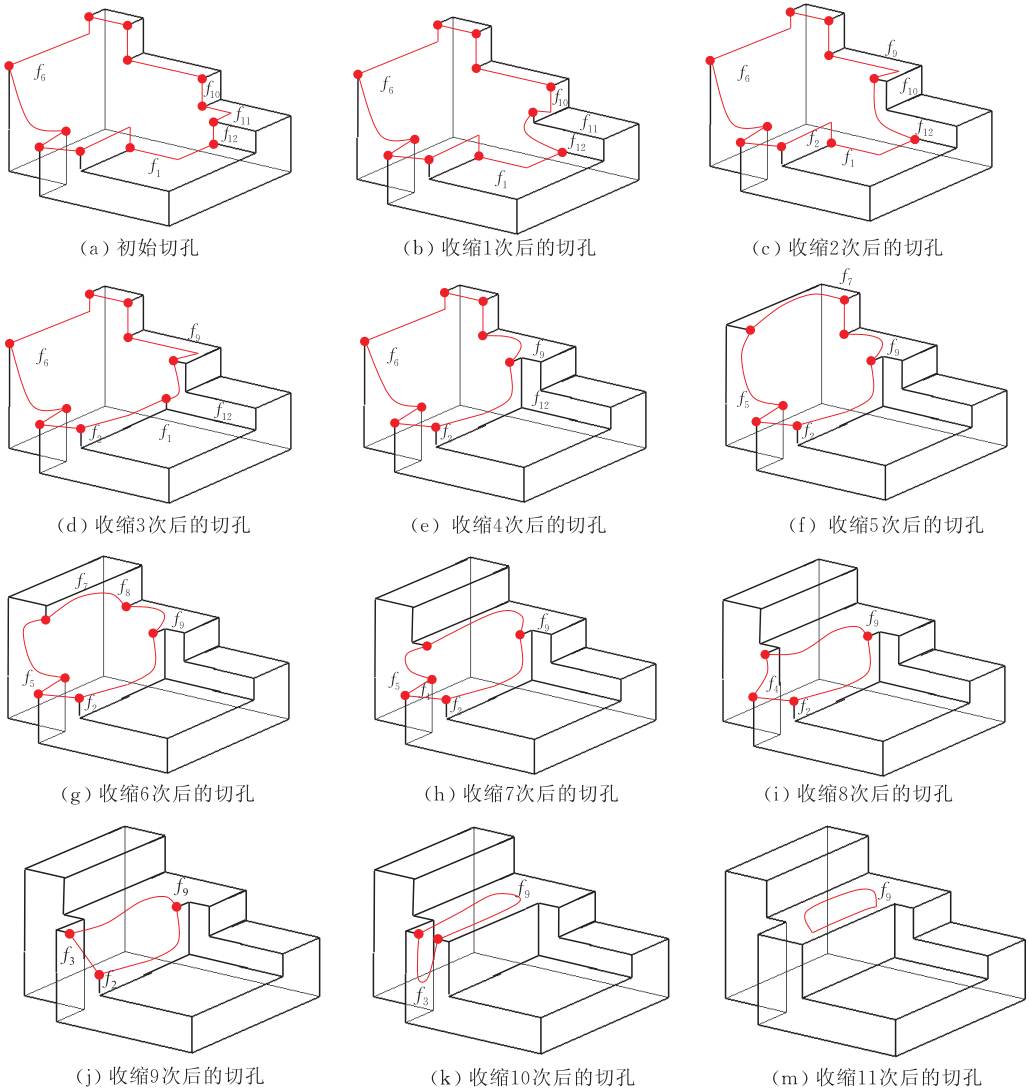 f6
f10
f11
f12
f1
(a)初始切孔
f6
f10
f11
f12
f1
(b)收缩1次后的切孔
f9
f6
f10
f12
f2
f1
(c)收缩2次后的切孔
f9
f6
f12
f2
f1
(d)收缩3次后的切孔
f6
f9
f12
f2
(e) 收缩4次后的切孔
f7
f9
f5
f2
(f) 收缩5次后的切孔
f7
f8
f9
f5
f2
(g)收缩6次后的切孔
f9
f5
f4
f2
(h)收缩7次后的切孔
f9
f4
f2
(i)收缩8次后的切孔
f9
f3
f2
(j)收缩9次后的切孔
f9
f3
(k)收缩10次后的切孔
f9
(m)收缩11次后的切孔